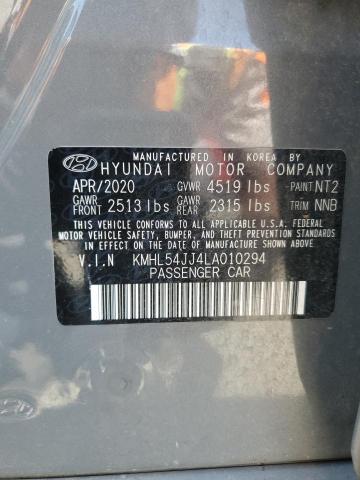 MANUFACTURED IN KOREA BY
HYUNDAI MOTOR COMPANY
APR/2020 GVWR 4519 lbs PAINT NT2
GAWR FRONT 2513 lbs GAWR REAR 2315 lbs TRIM NNB
THIS VEHICLE CONFORMS TO ALL APPLICABLE U.S.A. FEDERAL
MOTOR VEHICLE SAFETY, BUMPER, AND THEFT PREVENTION
STANDARDS IN EFFECT ON THE DATE OF MANUFACTURE SHOWN ABOVE.
V.I.N KMHL54JJ4LA010294
PASSENGER CAR